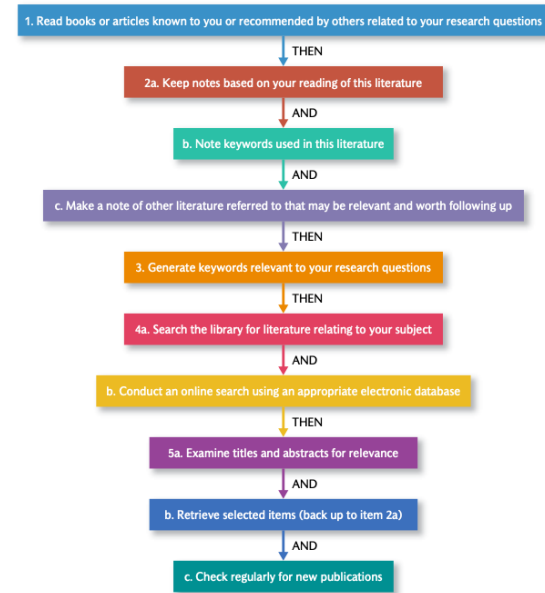 1. Read books or articles known to you or recommended by others related to your research questions
THEN
2a. Keep notes based on your reading of this literature
AND
b. Note keywords used in this literature
AND
c. Make a note of other literature referred to that may be relevant and worth following up
THEN
3. Generate keywords relevant to your research questions
THEN
4a. Search the library for literature relating to your subject
AND
b. Conduct an online search using an appropriate electronic database
THEN
5a. Examine titles and abstracts for relevance
AND
b. Retrieve selected items (back up to item 2a)
AND
c. Check regularly for new publications